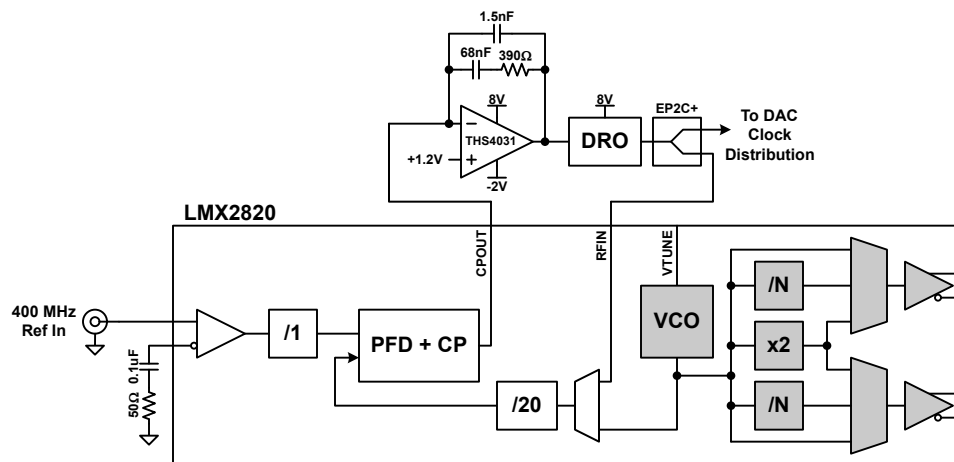 1.5nF
68nF
390Ω
8V
THS4031
+1.2V
-2V
8V
DRO
EP2C+
To DAC
Clock
Distribution
LMX2820
CPOUT
RFIN
VTUNE
400 MHz
Ref In
50Ω 0.1uF
/1
PFD + CP
/20
VCO
/N
x2
/N